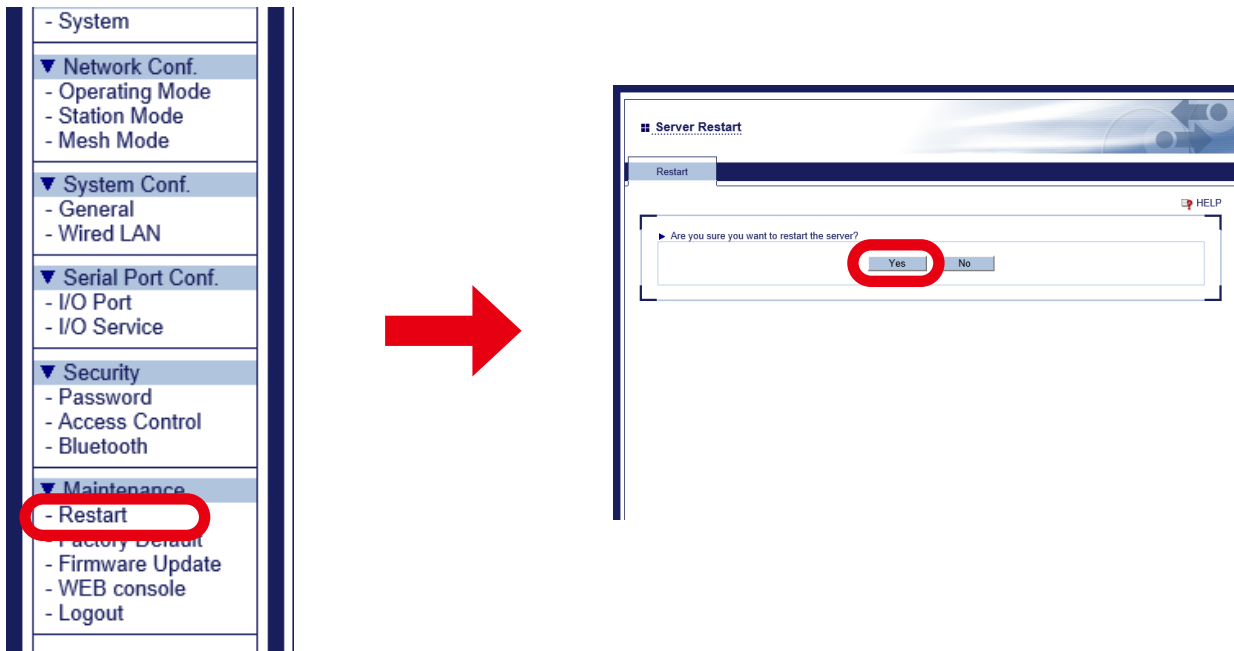 - System
▼ Network Conf.
- Operating Mode
- Station Mode
- Mesh Mode
▼ System Conf.
- General
- Wired LAN
▼ Serial Port Conf.
- I/O Port
- I/O Service
▼ Security
- Password
- Access Control
- Bluetooth
▼ Maintenance
- Restart
- Factory Default
- Firmware Update
- WEB console
- Logout
Server Restart
Restart
HELP
Are you sure you want to restart the server?
Yes No